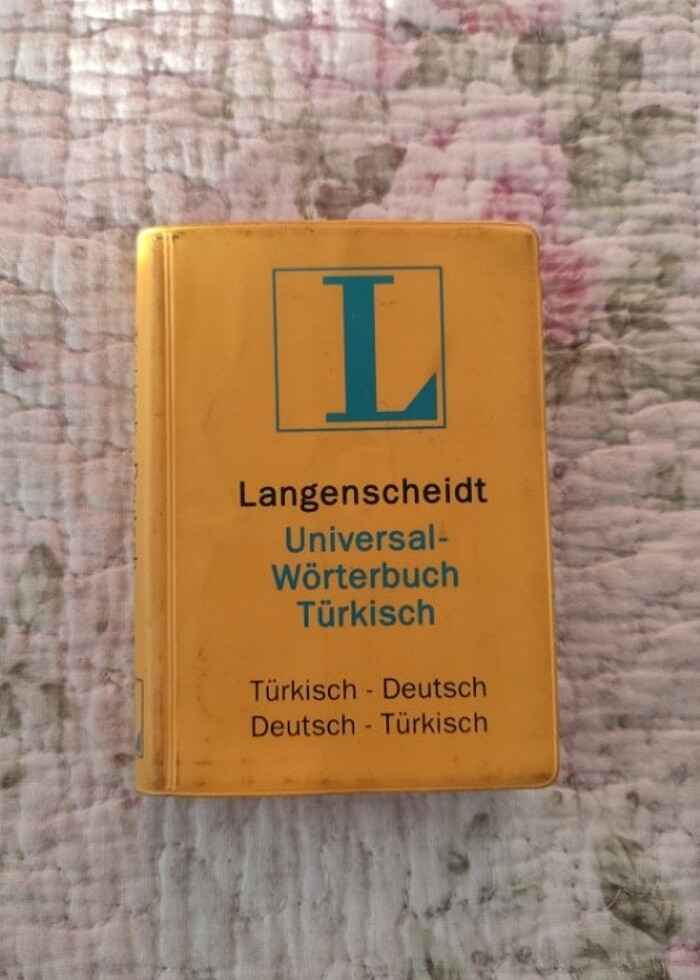 L
Langenscheidt
Universal-
Wörterbuch
Türkisch
Türkisch - Deutsch
Deutsch - Türkisch